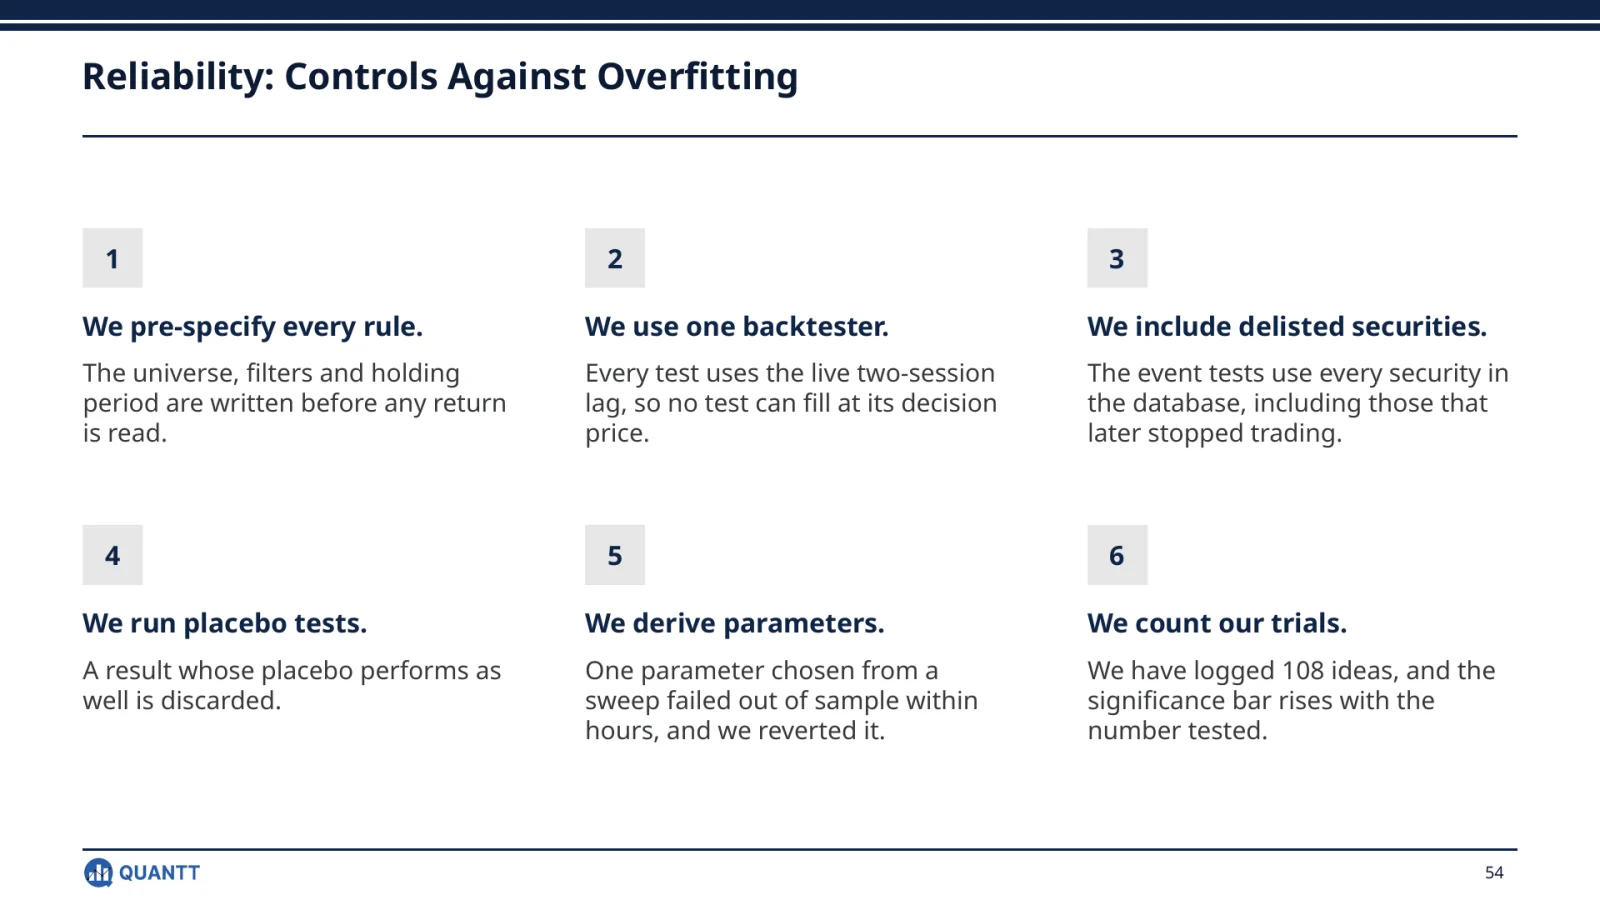 Reliability: Controls Against Overfitting
1
We pre-specify every rule.
The universe, filters and holding
period are written before any return
is read.
2
We use one backtester.
Every test uses the live two-session
lag, so no test can fill at its decision
price.
3
We include delisted securities.
The event tests use every security in
the database, including those that
later stopped trading.
4
We run placebo tests.
A result whose placebo performs as
well is discarded.
5
We derive parameters.
One parameter chosen from a
sweep failed out of sample within
hours, and we reverted it.
6
We count our trials.
We have logged 108 ideas, and the
significance bar rises with the
number tested.
QUANTT
54